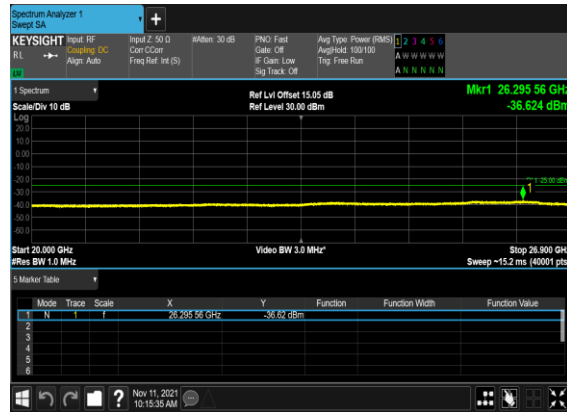 Spectrum Analyzer 1
Swept SA
+
KEYSIGHT
RL
Input: RF
Coupling: DC
Align: Auto
Input Z: 50 Ω
Corr CCorr
Freq Ref: Int (S)
#Atten: 30 dB
PNO: Fast
Gate: Off
IF Gain: Low
Sig Track: Off
Avg Type: Power (RMS)
Avg|Hold: 100/100
Trig: Free Run
1 2 3 4 5 6
A W W W W W
A N N N N N
1 Spectrum
Scale/Div 10 dB
Ref Lvl Offset 15.05 dB
Ref Level 30.00 dBm
Mkr1 26.295 56 GHz
-36.624 dBm
Log
20.0
10.0
0.00
-10.0
-20.0
-30.0
-40.0
-50.0
-60.0
-25.00 dBm
1
Start 20.000 GHz
#Res BW 1.0 MHz
Video BW 3.0 MHz*
Stop 26.900 GHz
Sweep ~15.2 ms (40001 pts)
5 Marker Table
Mode Trace Scale X Y Function Function Width Function Value
1 N 1 f 26.295 56 GHz -36.62 dBm
2
3
4
5
6
?
Nov 11, 2021
10:15:35 AM